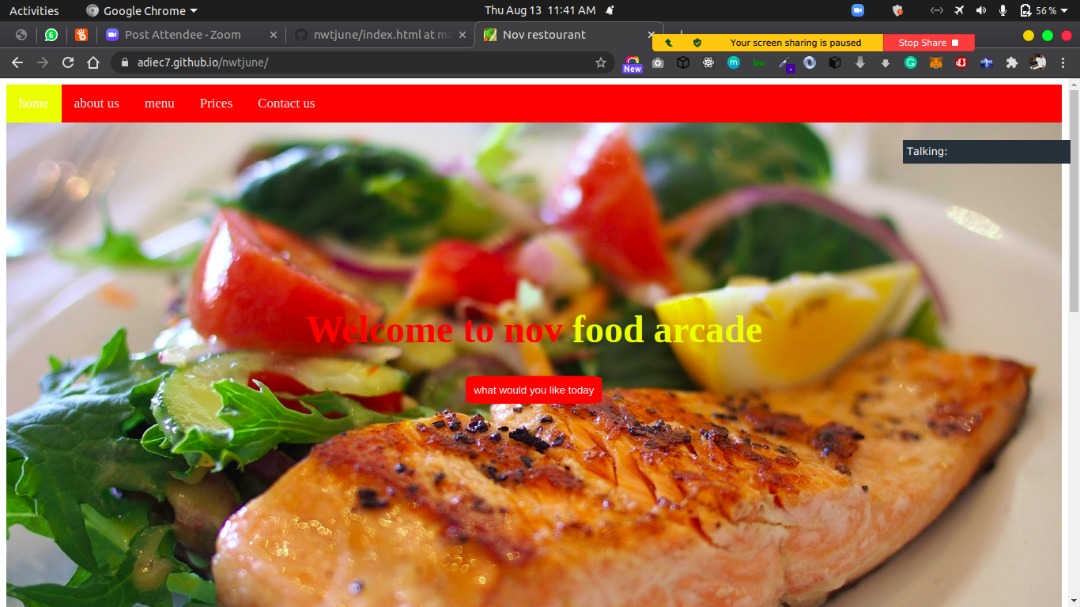 Activities Google Chrome Thu Aug 13 11:41 AM 56 %
Post Attendee - Zoom nwtjune/index.html at ma Nov restourant
Your screen sharing is paused Stop Share
adiec7.github.io/nwtjune/ New
home about us menu Prices Contact us
Talking:
Welcome to nov food arcade
what would you like today